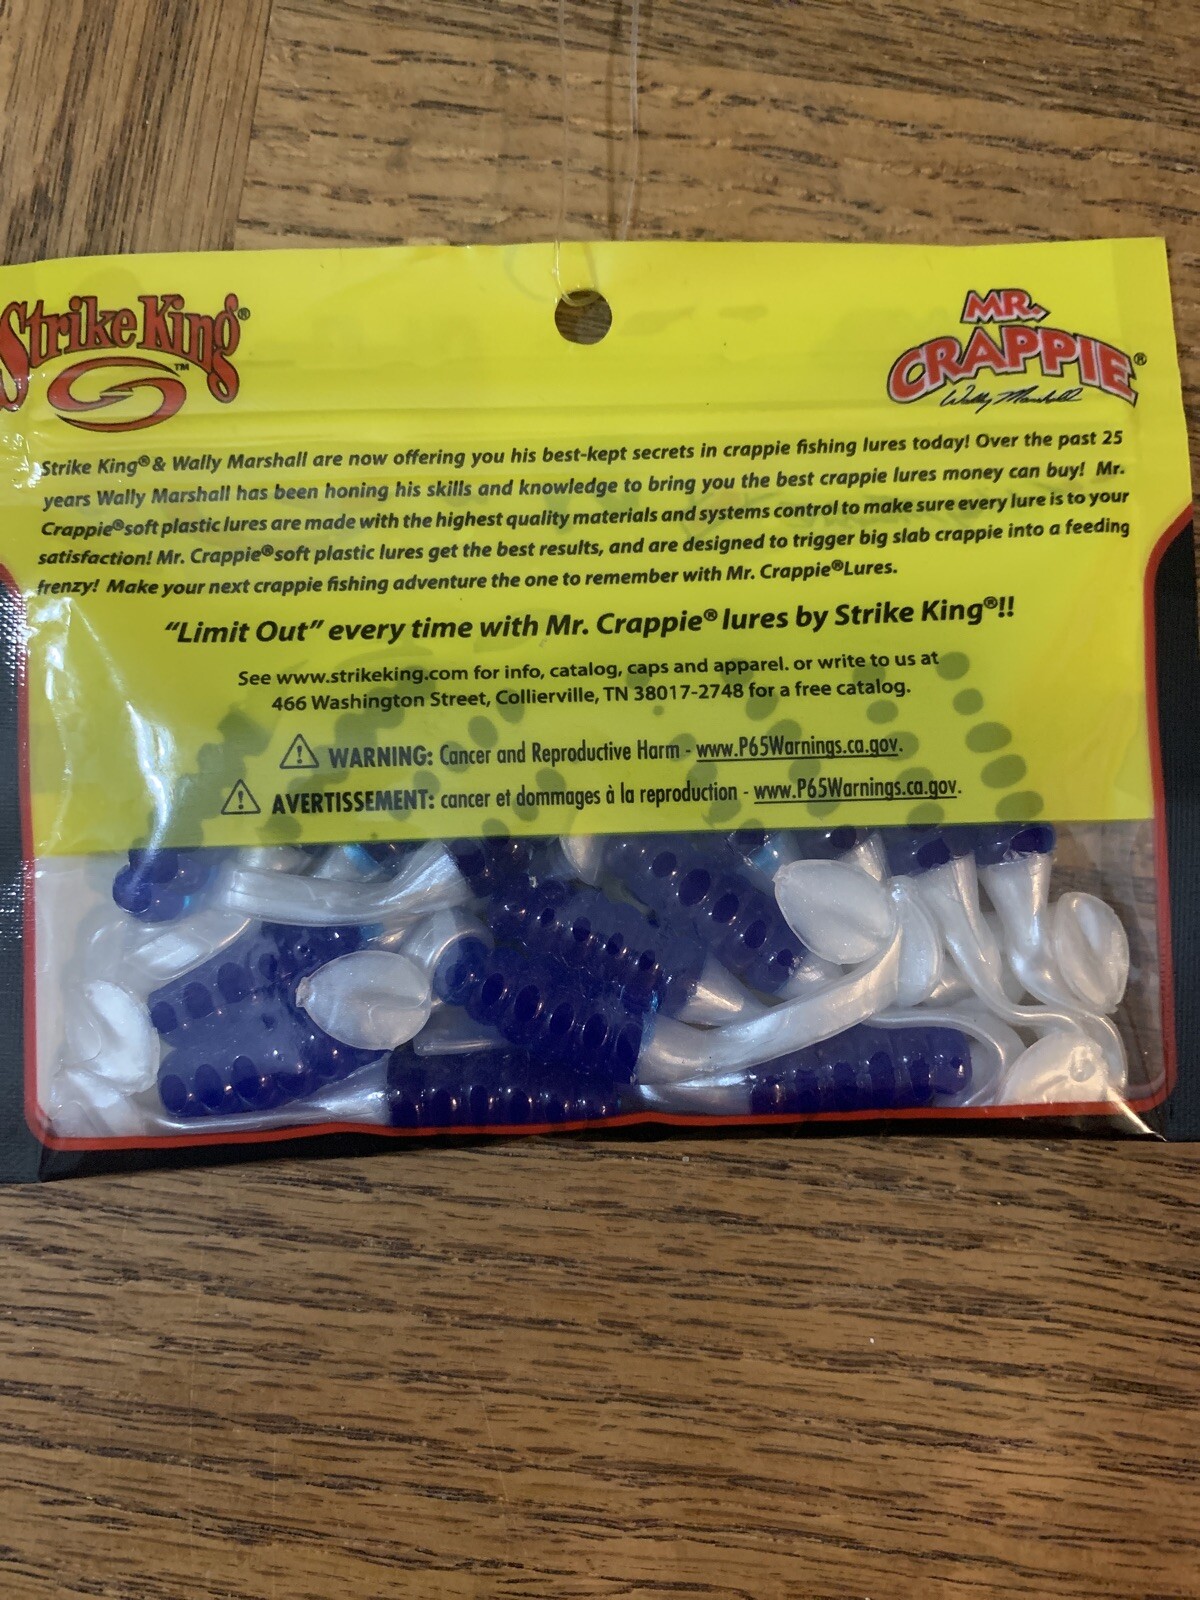 Strike King®
™
MR.
CRAPPIE®
Wally Marshall
Strike King® & Wally Marshall are now offering you his best-kept secrets in crappie fishing lures today! Over the past 25
years Wally Marshall has been honing his skills and knowledge to bring you the best crappie lures money can buy! Mr.
Crappie® soft plastic lures are made with the highest quality materials and systems control to make sure every lure is to your
satisfaction! Mr. Crappie® soft plastic lures get the best results, and are designed to trigger big slab crappie into a feeding
frenzy! Make your next crappie fishing adventure the one to remember with Mr. Crappie® Lures.
"Limit Out" every time with Mr. Crappie® lures by Strike King®!!
See www.strikeking.com for info, catalog, caps and apparel. or write to us at
466 Washington Street, Collierville, TN 38017-2748 for a free catalog.
⚠ WARNING: Cancer and Reproductive Harm - www.P65Warnings.ca.gov.
⚠ AVERTISSEMENT: cancer et dommages à la reproduction - www.P65Warnings.ca.gov.